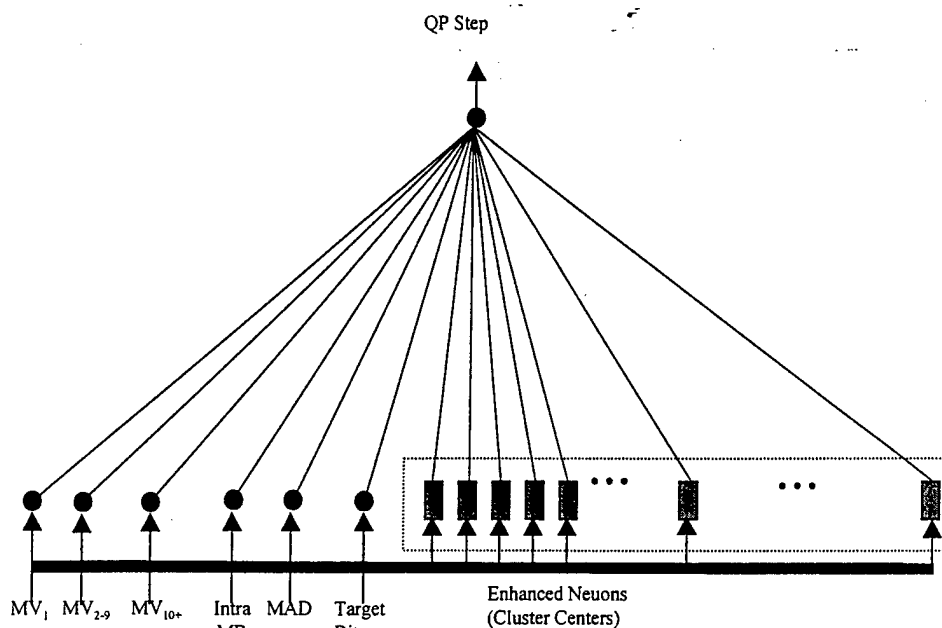 QP Step
MV₁ MV₂₋₉ MV₁₀₊ Intra MAD Target
Enhanced Neuons
(Cluster Centers)